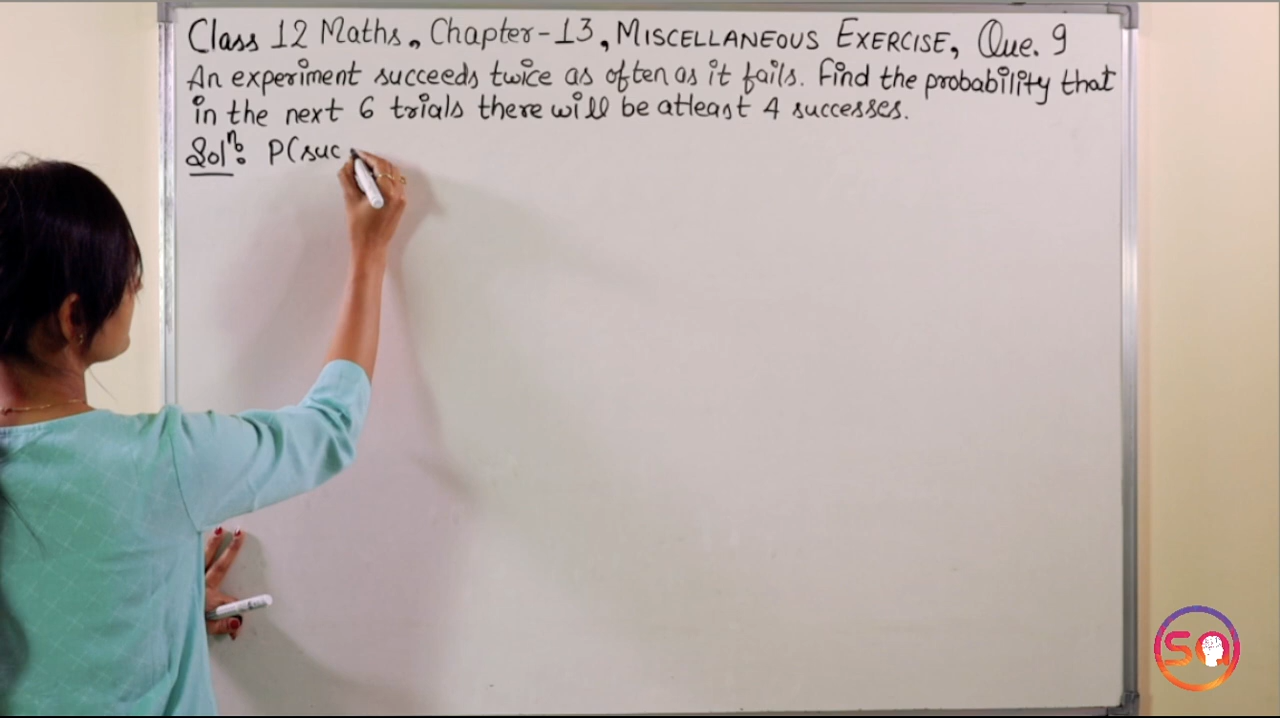 Class 12 Maths, Chapter-13, MISCELLANEOUS EXERCISE, Que. 9
An experiment succeeds twice as often as it fails. Find the probability that
in the next 6 trials there will be atleast 4 successes.
Solⁿ: P(suc
SQ